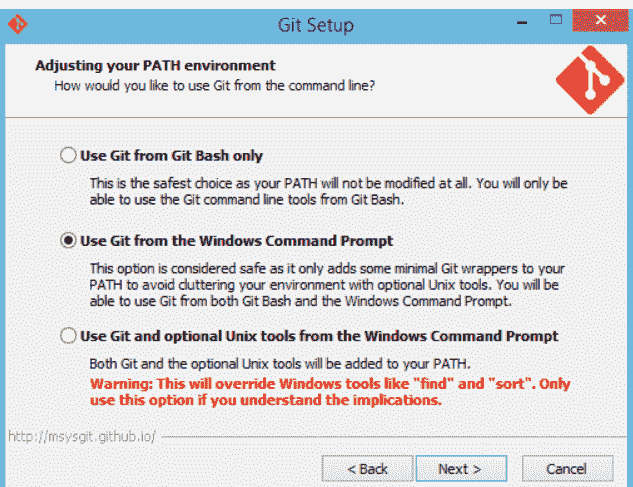 Git Setup
Adjusting your PATH environment
How would you like to use Git from the command line?
Use Git from Git Bash only
This is the safest choice as your PATH will not be modified at all. You will only be
able to use the Git command line tools from Git Bash.
Use Git from the Windows Command Prompt
This option is considered safe as it only adds some minimal Git wrappers to your
PATH to avoid cluttering your environment with optional Unix tools. You will be
able to use Git from both Git Bash and the Windows Command Prompt.
Use Git and optional Unix tools from the Windows Command Prompt
Both Git and the optional Unix tools will be added to your PATH.
Warning: This will override Windows tools like "find" and "sort". Only
use this option if you understand the implications.
http://msysgit.github.io/
< Back Next > Cancel